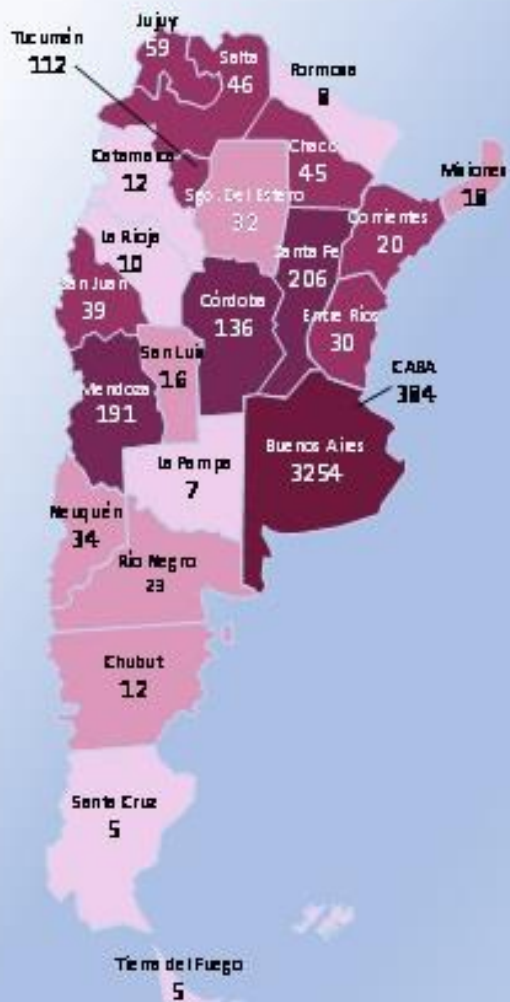 Jujuy
59
Tucumán
112
Salta
46
Formosa
Chaco
45
Catamarca
12
Misiones
Sgo. Del Estero
32
Corrientes
20
La Rioja
10
Santa Fe
206
San Juan
39
Córdoba
136
Entre Ríos
30
San Luis
16
CABA
384
Mendoza
191
Buenos Aires
3254
La Pampa
7
Neuquén
34
Río Negro
23
Chubut
12
Santa Cruz
5
Tierra del Fuego
5